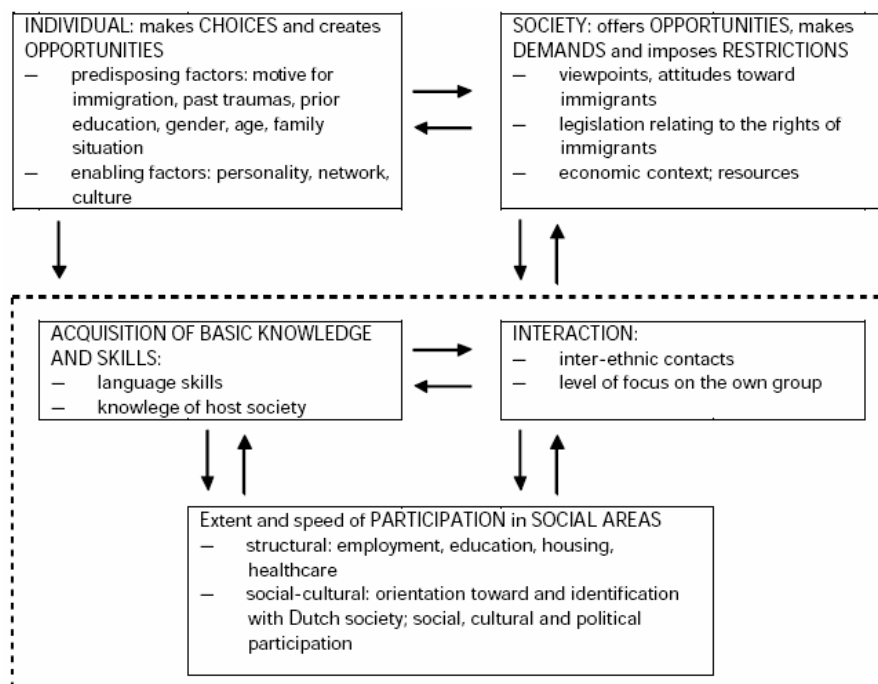 INDIVIDUAL: makes CHOICES and creates
OPPORTUNITIES
– predisposing factors: motive for
immigration, past traumas, prior
education, gender, age, family
situation
– enabling factors: personality, network,
culture
SOCIETY: offers OPPORTUNITIES, makes
DEMANDS and imposes RESTRICTIONS
– viewpoints, attitudes toward
immigrants
– legislation relating to the rights of
immigrants
– economic context; resources
ACQUISITION OF BASIC KNOWLEDGE
AND SKILLS:
– language skills
– knowlege of host society
INTERACTION:
– inter-ethnic contacts
– level of focus on the own group
Extent and speed of PARTICIPATION in SOCIAL AREAS
– structural: employment, education, housing,
healthcare
– social-cultural: orientation toward and identification
with Dutch society; social, cultural and political
participation